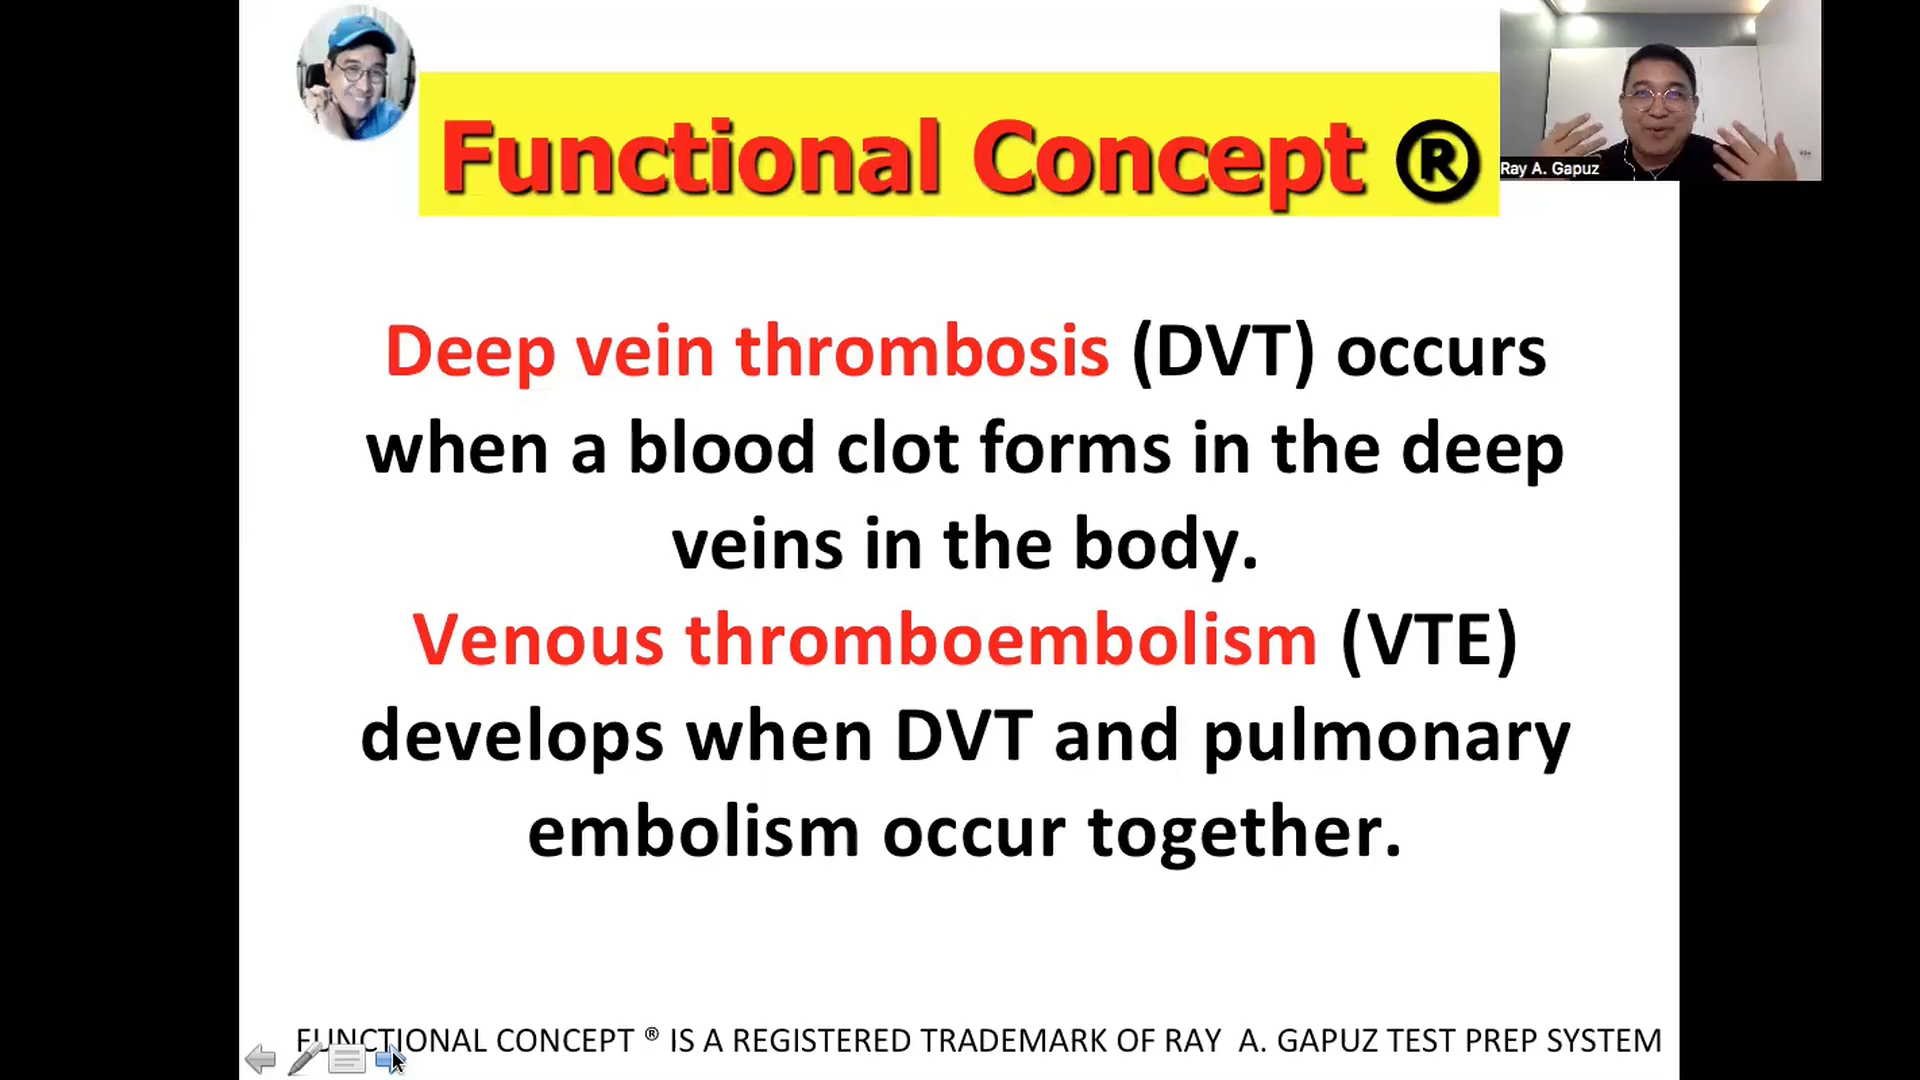 Functional Concept ®
Ray A. Gapuz
Deep vein thrombosis (DVT) occurs
when a blood clot forms in the deep
veins in the body.
Venous thromboembolism (VTE)
develops when DVT and pulmonary
embolism occur together.
FUNCTIONAL CONCEPT ® IS A REGISTERED TRADEMARK OF RAY A. GAPUZ TEST PREP SYSTEM